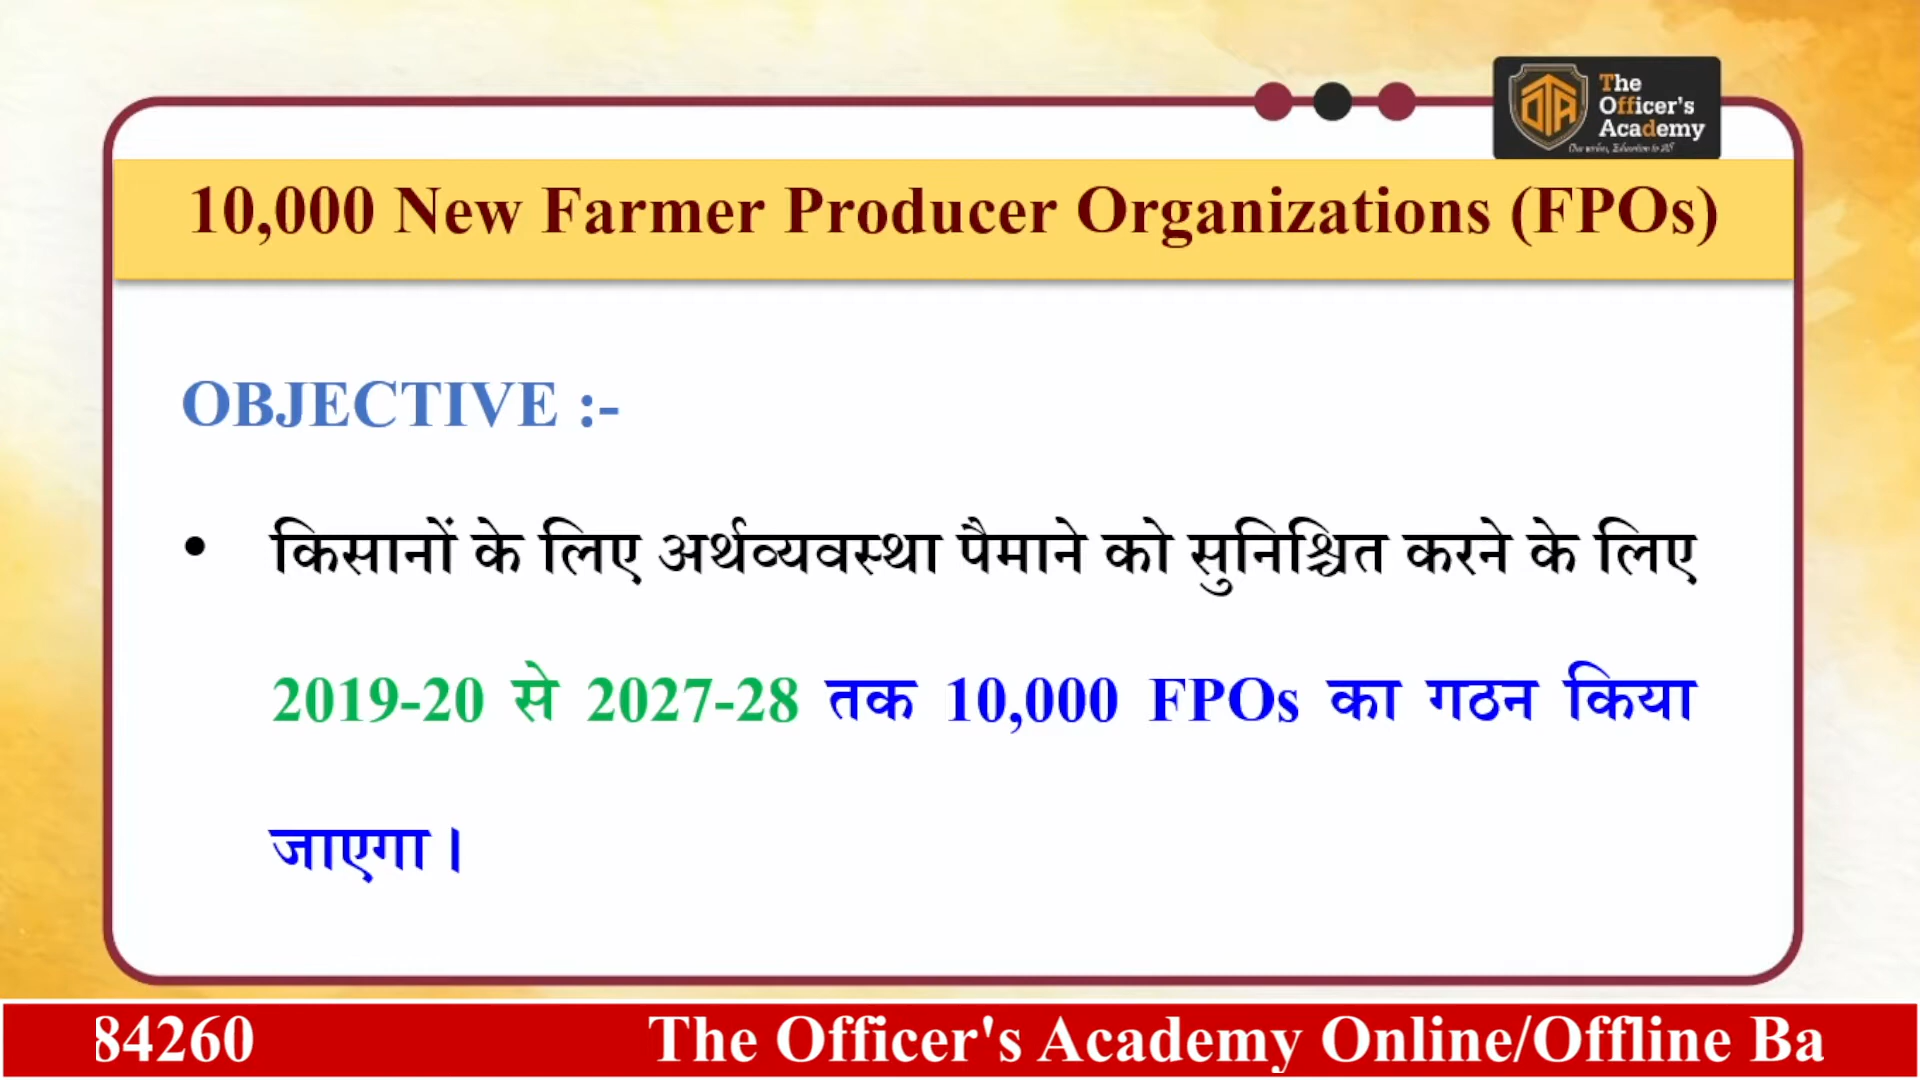 The
Officer's
Academy
10,000 New Farmer Producer Organizations (FPOs)
OBJECTIVE :-
• किसानों के लिए अर्थव्यवस्था पैमाने को सुनिश्चित करने के लिए
2019-20 से 2027-28 तक 10,000 FPOs का गठन किया
जाएगा ।
84260 The Officer's Academy Online/Offline Ba